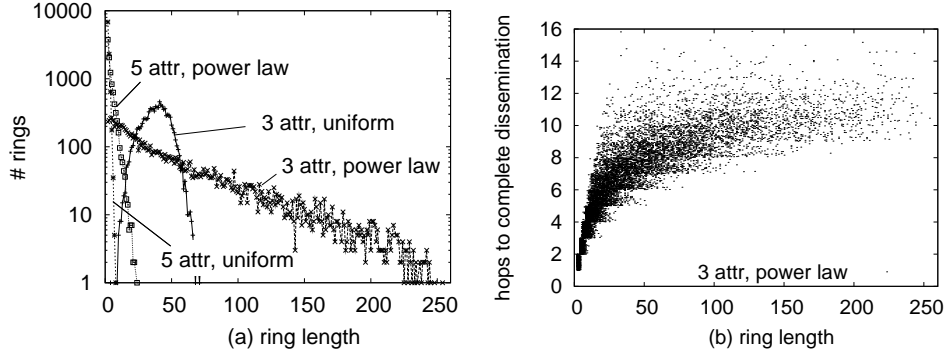 10000
1000
100
10
1
# rings
5 attr, power law
3 attr, uniform
3 attr, power law
5 attr, uniform
0 50 100 150 200 250
(a) ring length
16
14
12
10
8
6
4
2
0
hops to complete dissemination
3 attr, power law
0 50 100 150 200 250
(b) ring length